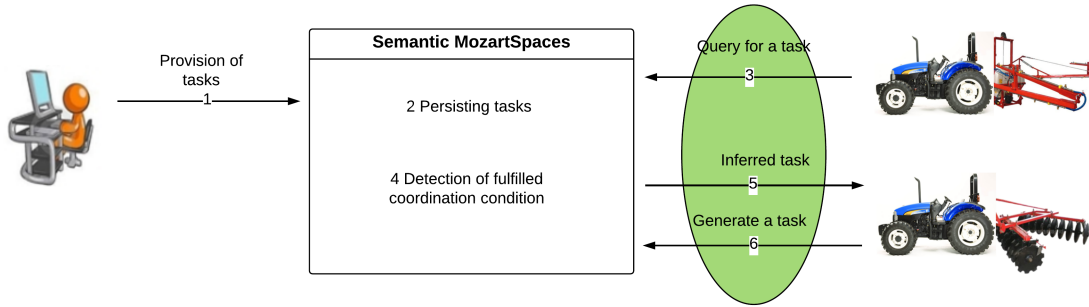 Semantic MozartSpaces
Provision of
tasks
1
2 Persisting tasks
4 Detection of fulfilled
coordination condition
Query for a task
3
Inferred task
5
Generate a task
6